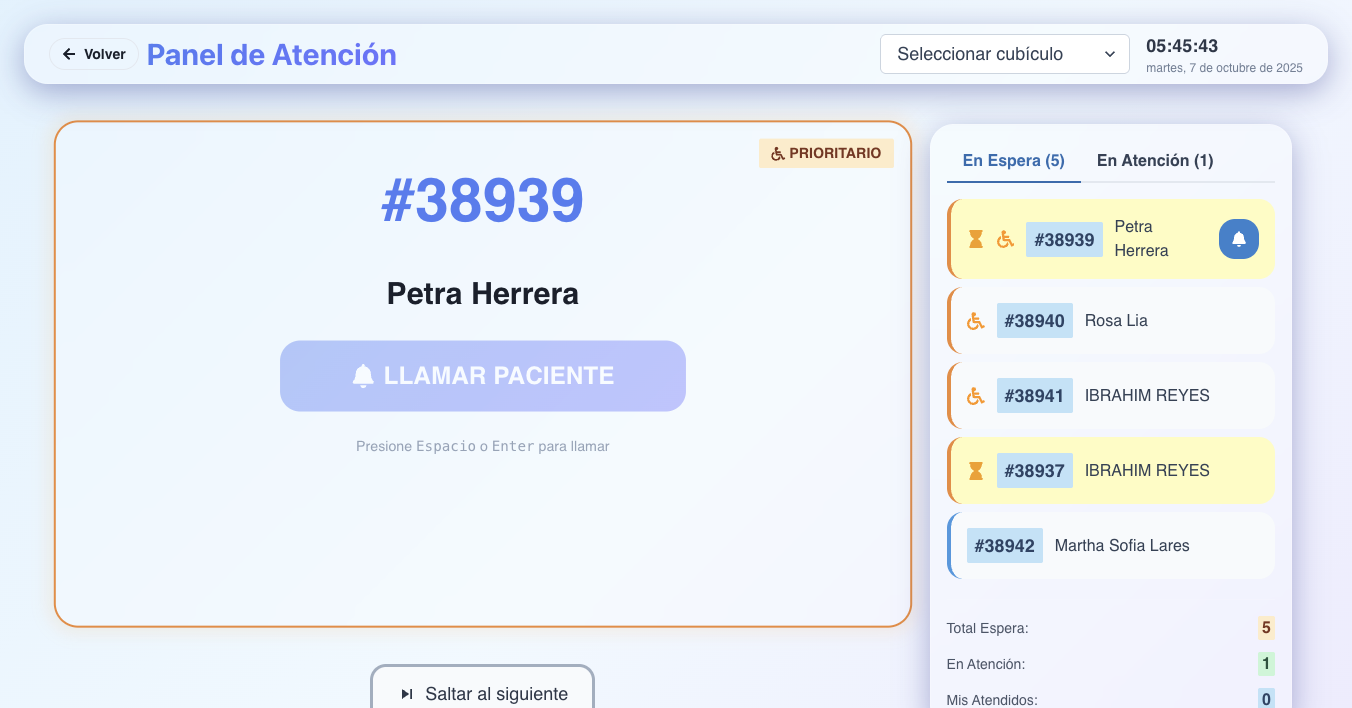 Volver
Panel de Atención
Seleccionar cubículo
05:45:43
martes, 7 de octubre de 2025
PRIORITARIO
#38939
Petra Herrera
LLAMAR PACIENTE
Presione Espacio o Enter para llamar
Saltar al siguiente
En Espera (5)
En Atención (1)
#38939
Petra
Herrera
#38940
Rosa Lia
#38941
IBRAHIM REYES
#38937
IBRAHIM REYES
#38942
Martha Sofia Lares
Total Espera:
5
En Atención:
1
Mis Atendidos:
0